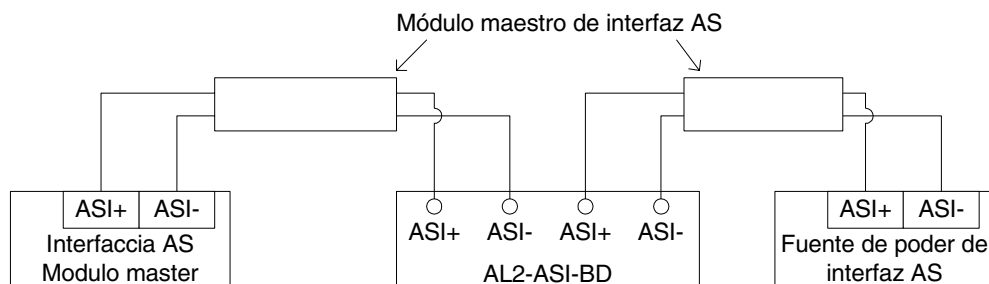 Módulo maestro de interfaz AS
ASI+ ASI-
Interfaccia AS
Modulo master
ASI+ ASI- ASI+ ASI-
AL2-ASI-BD
ASI+ ASI-
Fuente de poder de
interfaz AS